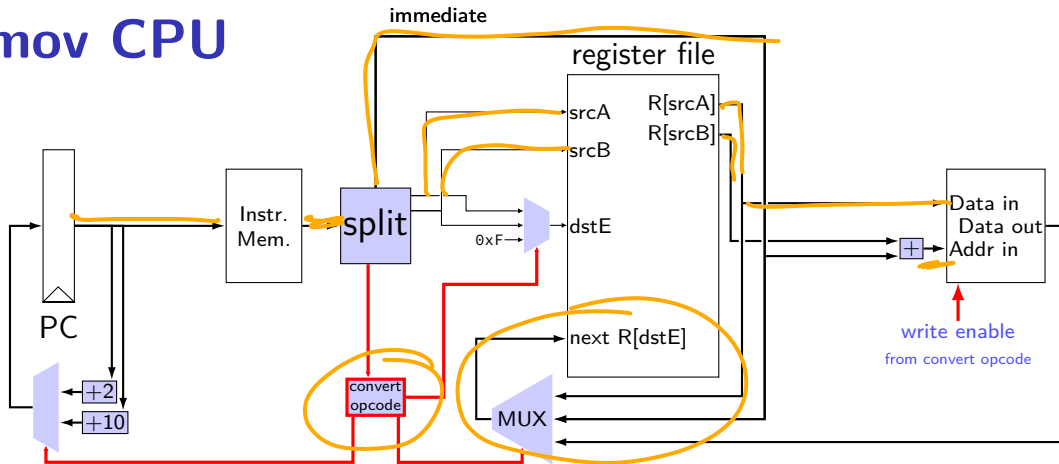 mov CPU
immediate
register file
srcA
R[srcA]
srcB
R[srcB]
Instr.
Mem.
split
dstE
0xF
Data in
Data out
Addr in
+
PC
next R[dstE]
write enable
from convert opcode
convert
opcode
MUX
+2
+10